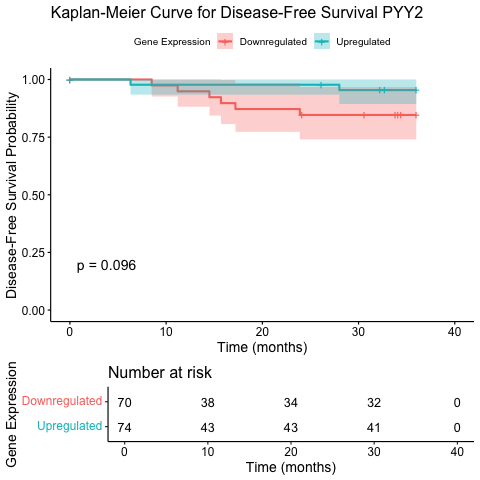 Kaplan-Meier Curve for Disease-Free Survival PYY2
Gene Expression Downregulated Upregulated
Disease-Free Survival Probability
1.00
0.75
0.50
0.25
0.00
p = 0.096
0 10 20 30 40
Time (months)
Number at risk
Gene Expression
Downregulated 70 38 34 32 0
Upregulated 74 43 43 41 0
0 10 20 30 40
Time (months)